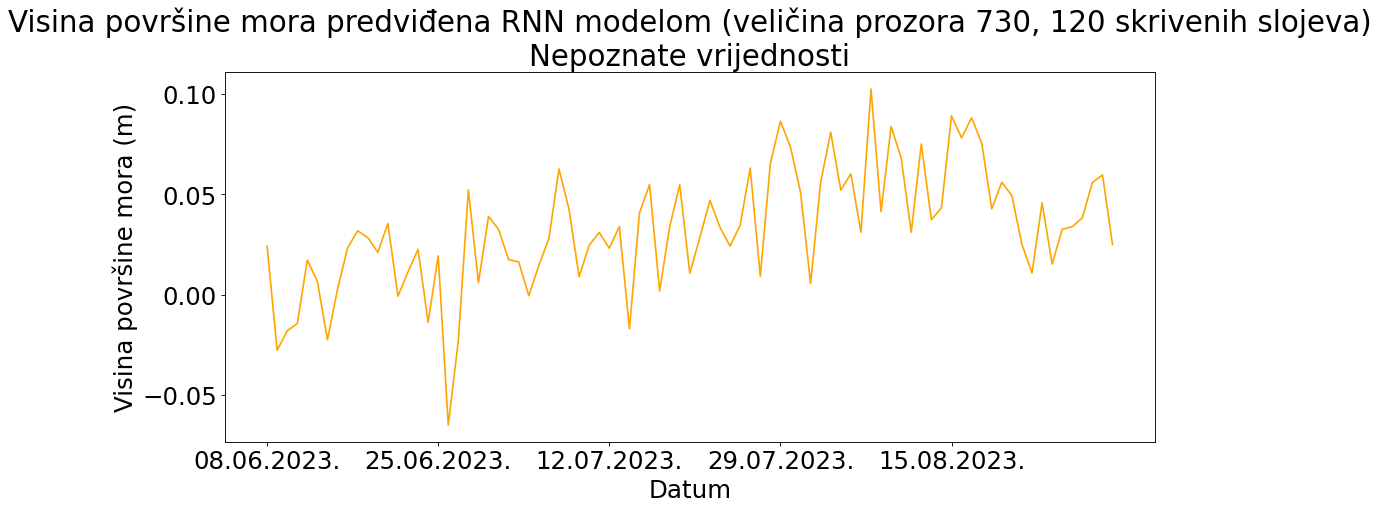 Visina površine mora predviđena RNN modelom (veličina prozora 730, 120 skrivenih slojeva)
Nepoznate vrijednosti
Visina površine mora (m)
0.10
0.05
0.00
−0.05
08.06.2023. 25.06.2023. 12.07.2023. 29.07.2023. 15.08.2023.
Datum